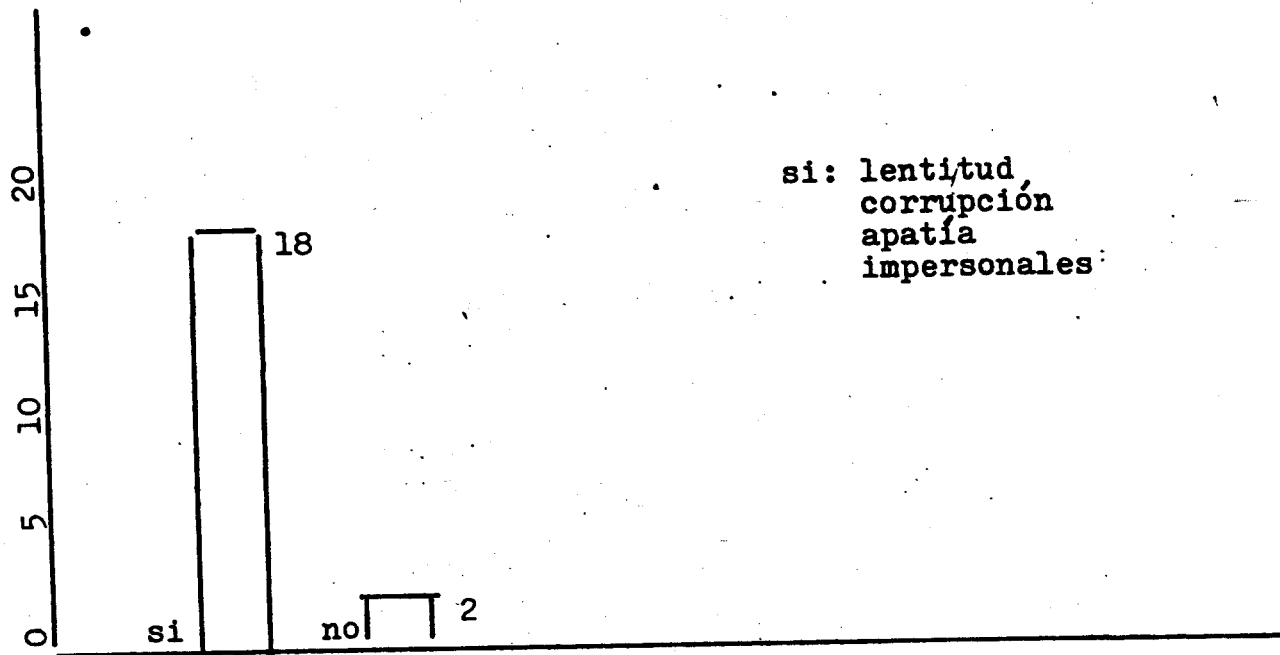 20
15
10
5
0
si
18
no
2
si: lentitud
corrupción
apatía
impersonales